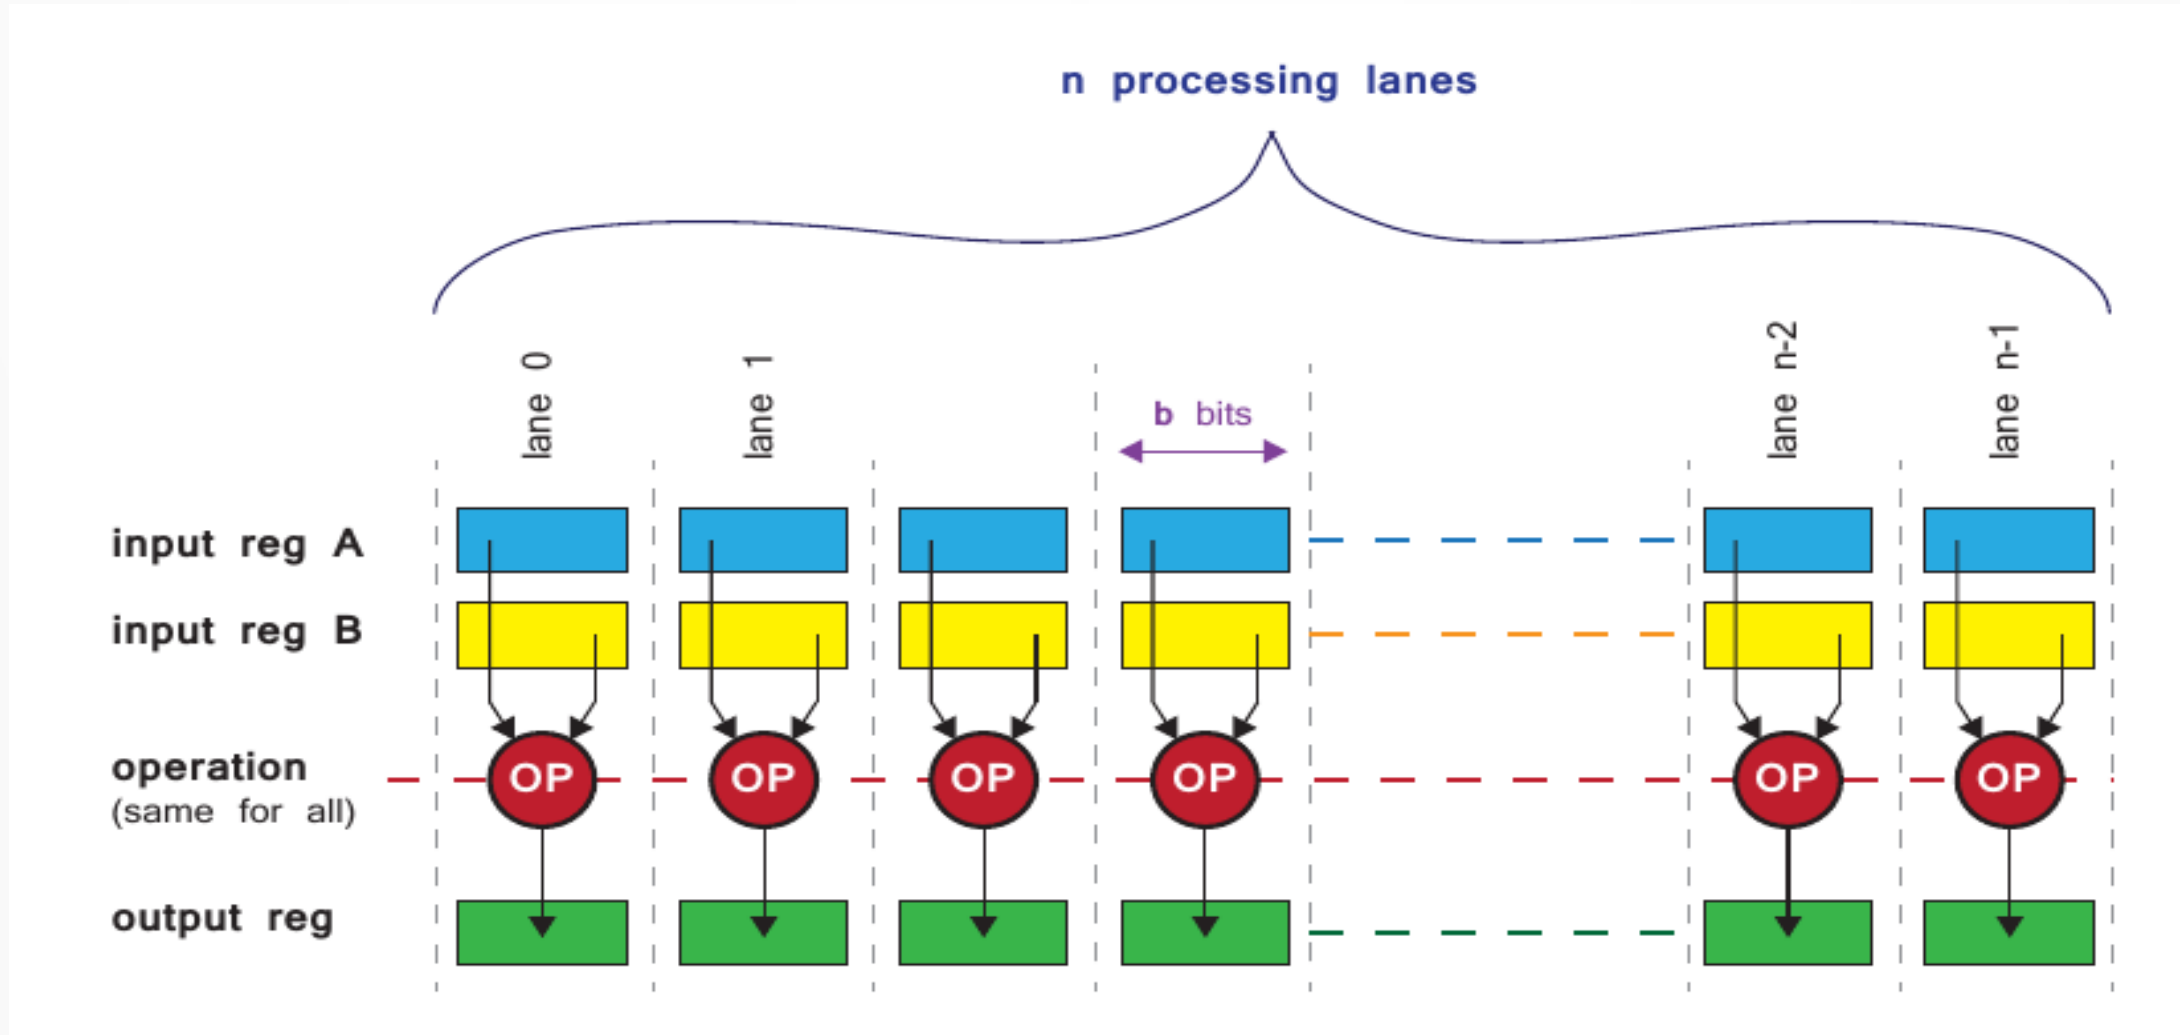 n processing lanes
lane 0
lane 1
b bits
lane n-2
lane n-1
input reg A
input reg B
operation
(same for all)
OP OP OP OP OP OP
output reg